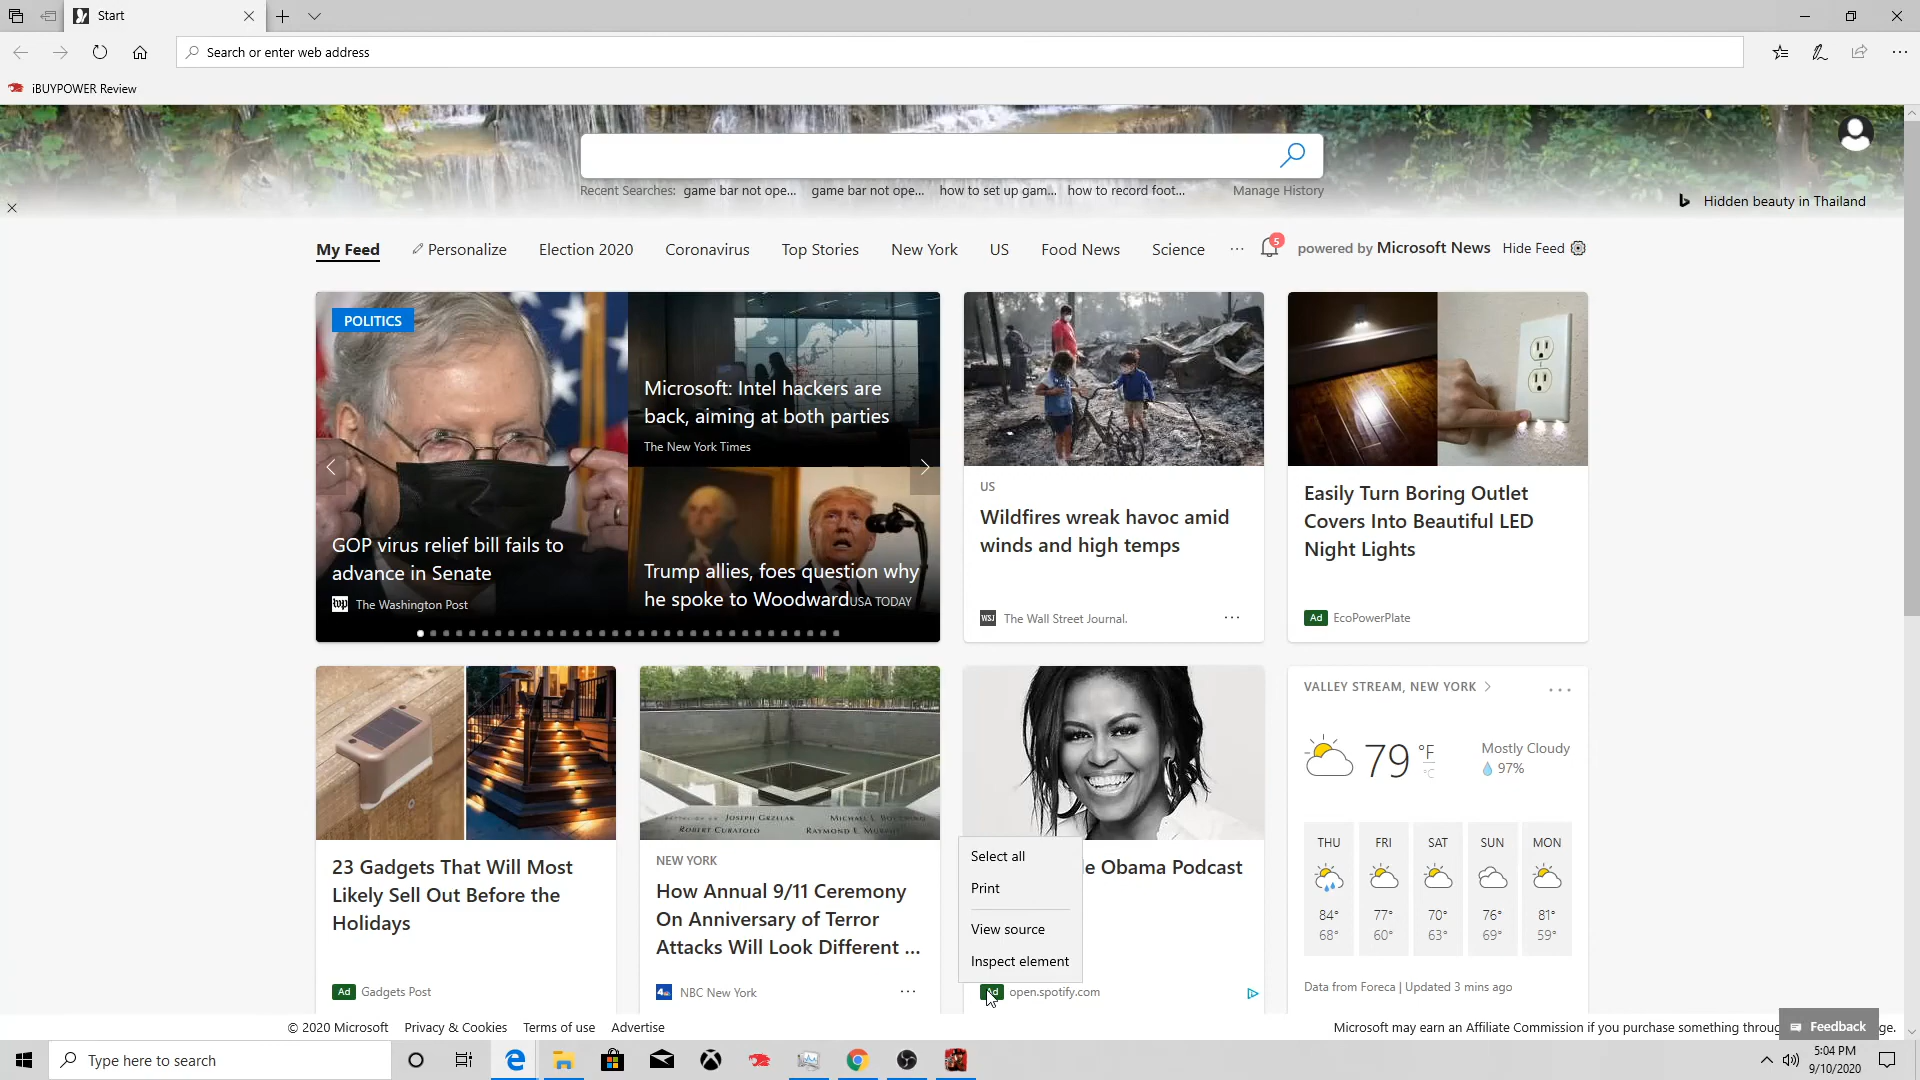 Start
Search or enter web address
iBUYPOWER Review
Recent Searches: game bar not ope... game bar not ope... how to set up gam... how to record foot... Manage History
Hidden beauty in Thailand
My Feed Personalize Election 2020 Coronavirus Top Stories New York US Food News Science ... 5 powered by Microsoft News Hide Feed
POLITICS
GOP virus relief bill fails to
advance in Senate
wp The Washington Post
Microsoft: Intel hackers are
back, aiming at both parties
The New York Times
Trump allies, foes question why
he spoke to Woodward USA TODAY
US
Wildfires wreak havoc amid
winds and high temps
WSJ The Wall Street Journal.
Easily Turn Boring Outlet
Covers Into Beautiful LED
Night Lights
Ad EcoPowerPlate
23 Gadgets That Will Most
Likely Sell Out Before the
Holidays
Ad Gadgets Post
JOSEPH GRZELAK
ROBERT CURATOLO RAYMOND E. MURPHY
NEW YORK
How Annual 9/11 Ceremony
On Anniversary of Terror
Attacks Will Look Different ...
4 NBC New York
e Obama Podcast
Select all
Print
View source
Inspect element
Ad open.spotify.com
VALLEY STREAM, NEW YORK
79 °F
°C
Mostly Cloudy
97%
THU FRI SAT SUN MON
84° 77° 70° 76° 81°
68° 60° 63° 69° 59°
Data from Foreca | Updated 3 mins ago
© 2020 Microsoft Privacy & Cookies Terms of use Advertise
Microsoft may earn an Affiliate Commission if you purchase something throug ge.
Feedback
Type here to search
5:04 PM
9/10/2020